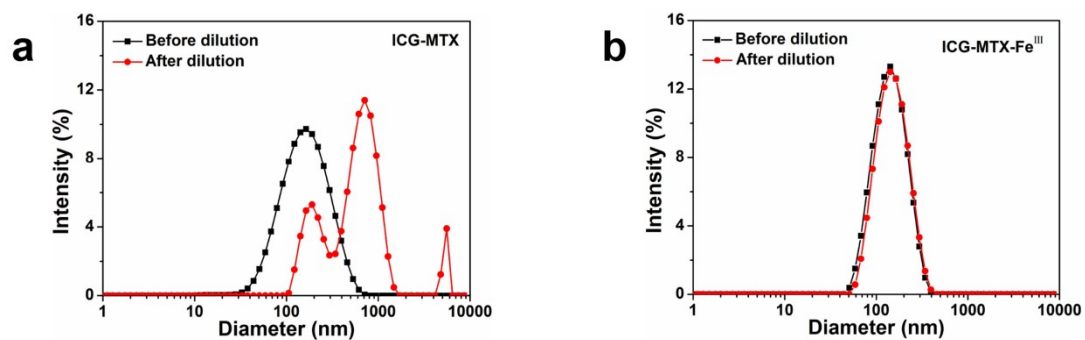 a
16
12
8
4
0
Intensity (%)
Before dilution
After dilution
ICG-MTX
1 10 100 1000 10000
Diameter (nm)
b
16
12
8
4
0
Intensity (%)
Before dilution
After dilution
ICG-MTX-Feᴵᴵᴵ
1 10 100 1000 10000
Diameter (nm)